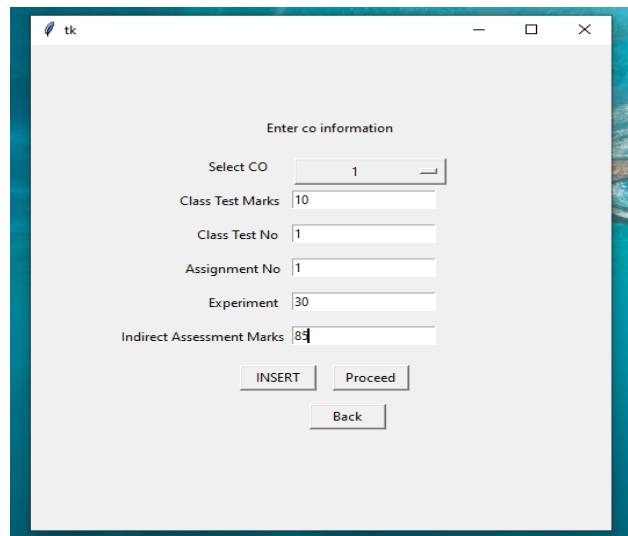 tk
Enter co information
Select CO 1
Class Test Marks 10
Class Test No 1
Assignment No 1
Experiment 30
Indirect Assessment Marks 85
INSERT Proceed
Back